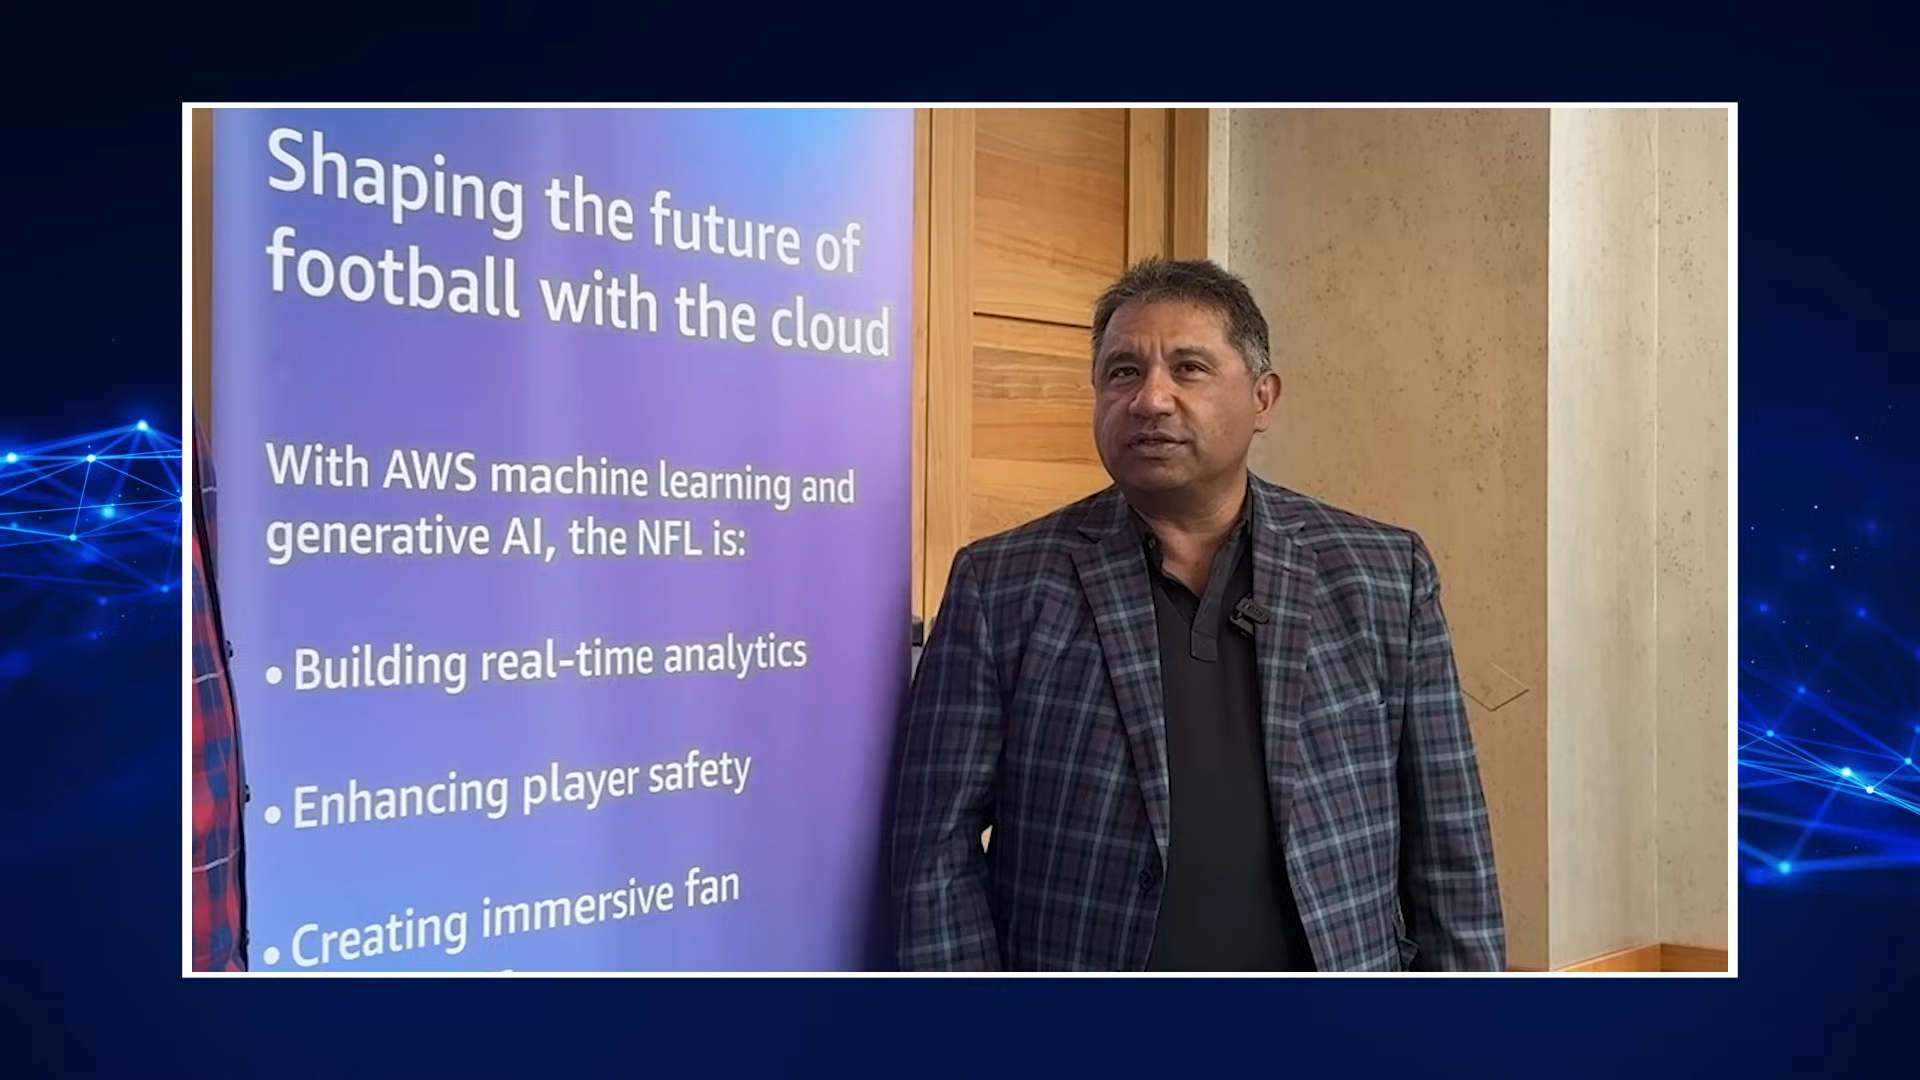 Shaping the future of
football with the cloud
With AWS machine learning and
generative AI, the NFL is:
• Building real-time analytics
• Enhancing player safety
• Creating immersive fan